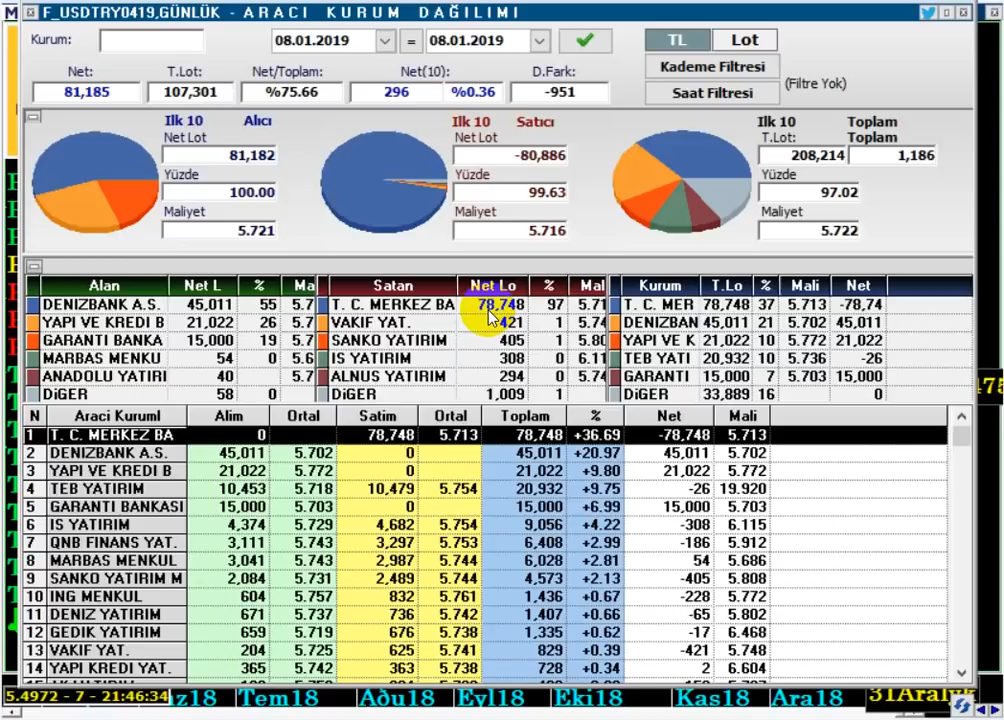 F_USDTRY0419,GÜNLÜK - ARACI KURUM DAĞILIMI
Kurum: 08.01.2019 = 08.01.2019 TL Lot
Kademe Filtresi
Saat Filtresi (Filtre Yok)
Net: T.Lot: Net/Toplam: Net(10): D.Fark:
81,185 107,301 %75.66 296 %0.36 -951
Ilk 10 Alıcı
Net Lot
81,182
Yüzde
100.00
Maliyet
5.721
Ilk 10 Satıcı
Net Lot
-80,886
Yüzde
99.63
Maliyet
5.716
Ilk 10 Toplam
T.Lot: Toplam
208,214 1,186
Yüzde
97.02
Maliyet
5.722
Alan Net L % Ma Satan Net Lo % Mal Kurum T.Lo % Mali Net
DENIZBANK A.S. 45,011 55 5.7 T. C. MERKEZ BA 78,748 97 5.71 T. C. MER 78,748 37 5.713 -78,74
YAPI VE KREDI B 21,022 26 5.7 VAKIF YAT. 421 1 5.74 DENIZBAN 45,011 21 5.702 45,011
GARANTI BANKA 15,000 19 5.7 SANKO YATIRIM 405 1 5.80 YAPI VE K 21,022 10 5.772 21,022
MARBAS MENKU 54 0 5.6 IS YATIRIM 308 0 6.11 TEB YATI 20,932 10 5.736 -26
ANADOLU YATIRI 40 5.7 ALNUS YATIRIM 294 0 5.74 GARANTI 15,000 7 5.703 15,000
DiGER 58 0 DiGER 1,009 1 DiGER 33,889 16 0
N Araci Kuruml Alim Ortal Satim Ortal Toplam % Net Mali
1 T. C. MERKEZ BA 0 78,748 5.713 78,748 +36.69 -78,748 5.713
2 DENIZBANK A.S. 45,011 5.702 0 45,011 +20.97 45,011 5.702
3 YAPI VE KREDI B 21,022 5.772 0 21,022 +9.80 21,022 5.772
4 TEB YATIRIM 10,453 5.718 10,479 5.754 20,932 +9.75 -26 19.920
5 GARANTI BANKASI 15,000 5.703 0 15,000 +6.99 15,000 5.703
6 IS YATIRIM 4,374 5.729 4,682 5.754 9,056 +4.22 -308 6.115
7 QNB FINANS YAT. 3,111 5.743 3,297 5.753 6,408 +2.99 -186 5.912
8 MARBAS MENKUL 3,041 5.743 2,987 5.744 6,028 +2.81 54 5.686
9 SANKO YATIRIM M 2,084 5.731 2,489 5.744 4,573 +2.13 -405 5.808
10 ING MENKUL 604 5.757 832 5.761 1,436 +0.67 -228 5.772
11 DENIZ YATIRIM 671 5.737 736 5.742 1,407 +0.66 -65 5.802
12 GEDIK YATIRIM 659 5.719 676 5.738 1,335 +0.62 -17 6.468
13 VAKIF YAT. 204 5.725 625 5.741 829 +0.39 -421 5.748
14 YAPI KREDI YAT. 365 5.742 363 5.738 728 +0.34 2 6.604
5.4972 - 7 - 21:46:34 z18 Tem18 Ağu18 Eyl18 Eki18 Kas18 Ara18 31Aralık